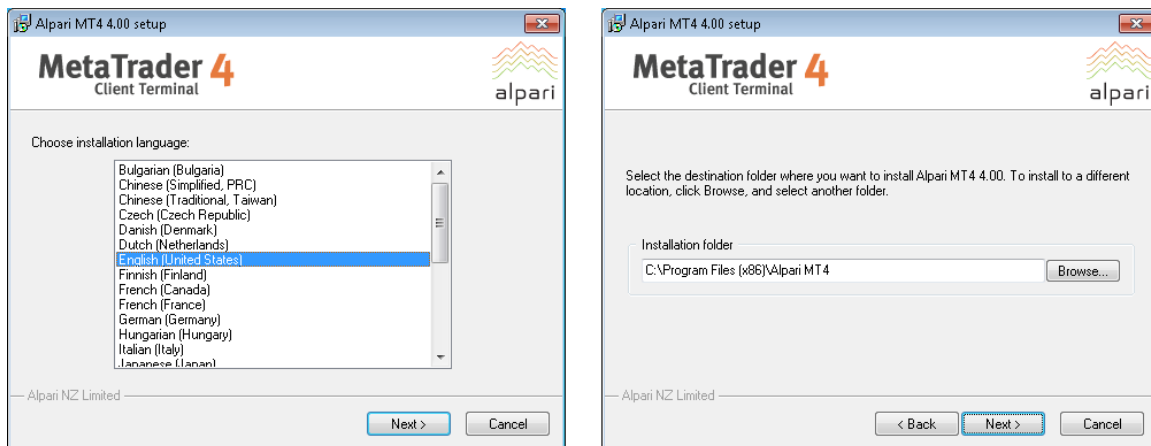 Alpari MT4 4.00 setup
MetaTrader 4
Client Terminal
alpari
Choose installation language:
Bulgarian (Bulgaria)
Chinese (Simplified, PRC)
Chinese (Traditional, Taiwan)
Czech (Czech Republic)
Danish (Denmark)
Dutch (Netherlands)
English (United States)
Finnish (Finland)
French (Canada)
French (France)
German (Germany)
Hungarian (Hungary)
Italian (Italy)
Japanese (Japan)
Alpari NZ Limited
Next >
Cancel
Alpari MT4 4.00 setup
MetaTrader 4
Client Terminal
alpari
Select the destination folder where you want to install Alpari MT4 4.00. To install to a different
location, click Browse, and select another folder.
Installation folder
C:\Program Files (x86)\Alpari MT4
Browse...
Alpari NZ Limited
< Back
Next >
Cancel